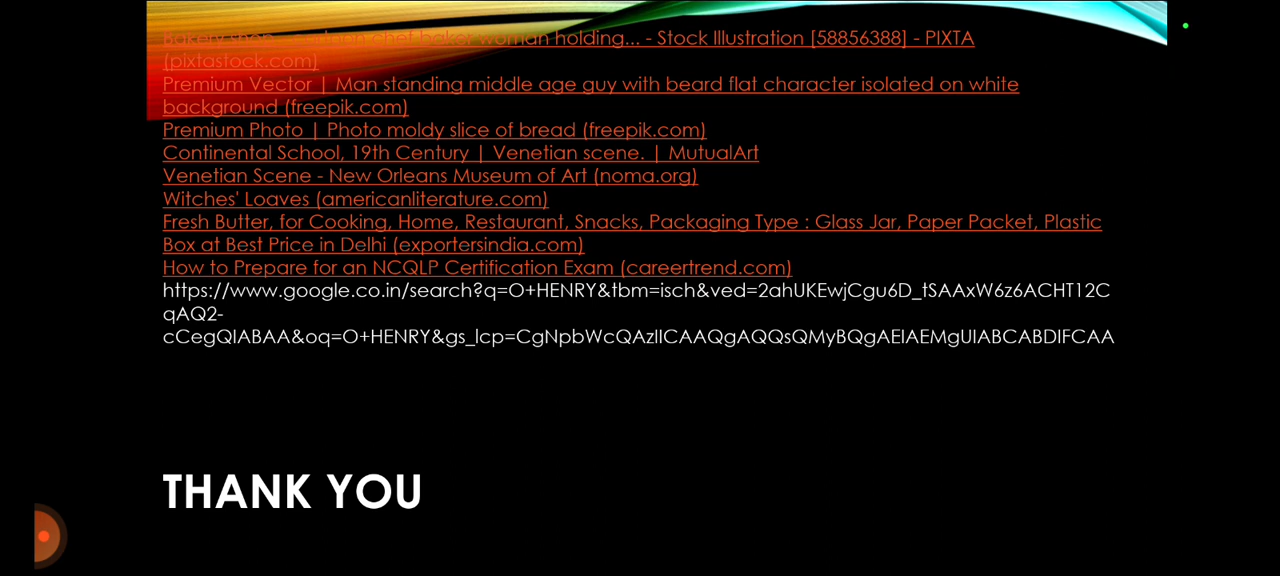 Bakery shop holding... - Stock Illustration [58856388] - PIXTA
(pixtastock.com)
Premium Vector | Man standing middle age guy with beard flat character isolated on white
background (freepik.com)
Premium Photo | Photo moldy slice of bread (freepik.com)
Continental School, 19th Century | Venetian scene. | MutualArt
Venetian Scene - New Orleans Museum of Art (noma.org)
Witches' Loaves (americanliterature.com)
Fresh Butter, for Cooking, Home, Restaurant, Snacks, Packaging Type : Glass Jar, Paper Packet, Plastic
Box at Best Price in Delhi (exportersindia.com)
How to Prepare for an NCQLP Certification Exam (careertrend.com)
https://www.google.co.in/search?q=O+HENRY&tbm=isch&ved=2ahUKEwjCgu6D_tSAAxW6z6ACHT12C
qAQ2-
cCegQIABAA&oq=O+HENRY&gs_lcp=CgNpbWcQAzIICAAQgAQQsQMyBQgAEIAEMgUIABCABDIFCAA
THANK YOU